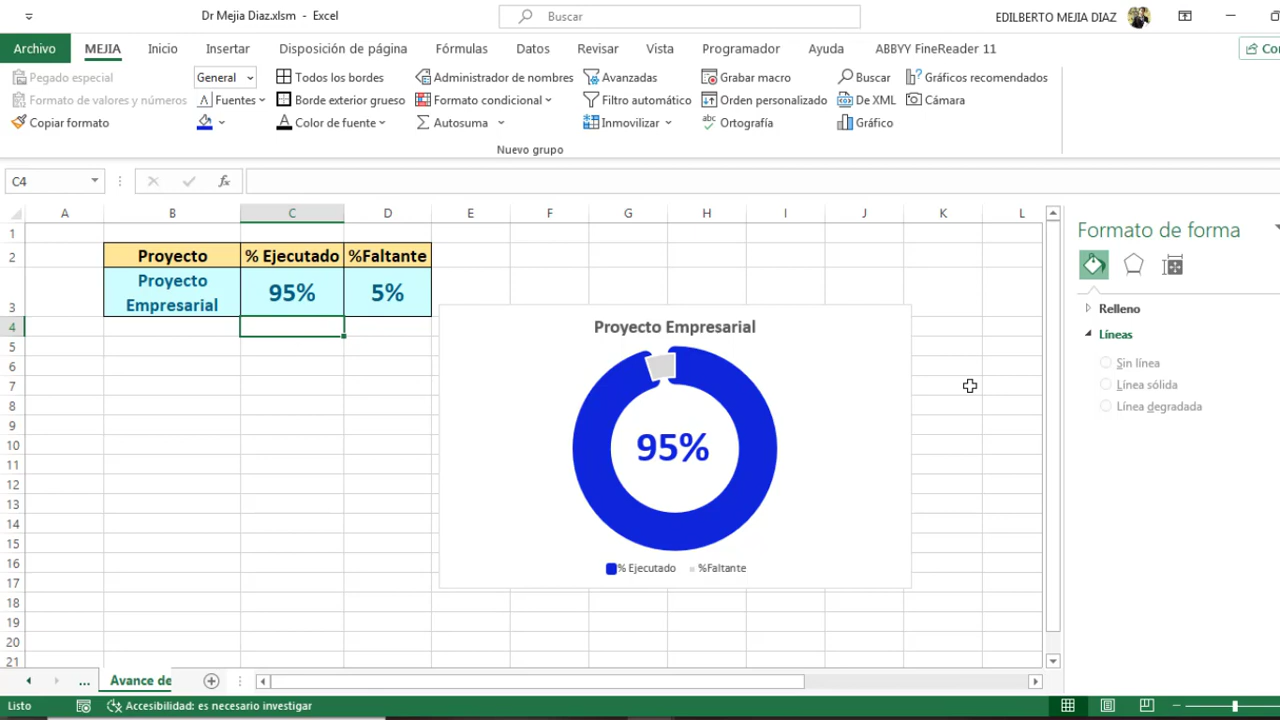 Dr Mejia Diaz.xlsm - Excel
Buscar
EDILBERTO MEJIA DIAZ
Archivo MEJIA Inicio Insertar Disposición de página Fórmulas Datos Revisar Vista Programador Ayuda ABBYY FineReader 11
Pegado especial General Todos los bordes Administrador de nombres Avanzadas Grabar macro Buscar Gráficos recomendados
Formato de valores y números Fuentes Borde exterior grueso Formato condicional Filtro automático Orden personalizado De XML Cámara
Copiar formato Color de fuente Autosuma Inmovilizar Ortografía Gráfico
Nuevo grupo
C4 fx
A B C D E F G H I J K L
1
2 Proyecto % Ejecutado %Faltante
3 Proyecto Empresarial 95% 5%
4
5
6
7
8
9
10
11
12
13
14
15
16
17
18
19
20
21
Proyecto Empresarial
95%
% Ejecutado %Faltante
Formato de forma
Relleno
Líneas
Sin línea
Línea sólida
Línea degradada
... Avance de
Listo Accesibilidad: es necesario investigar